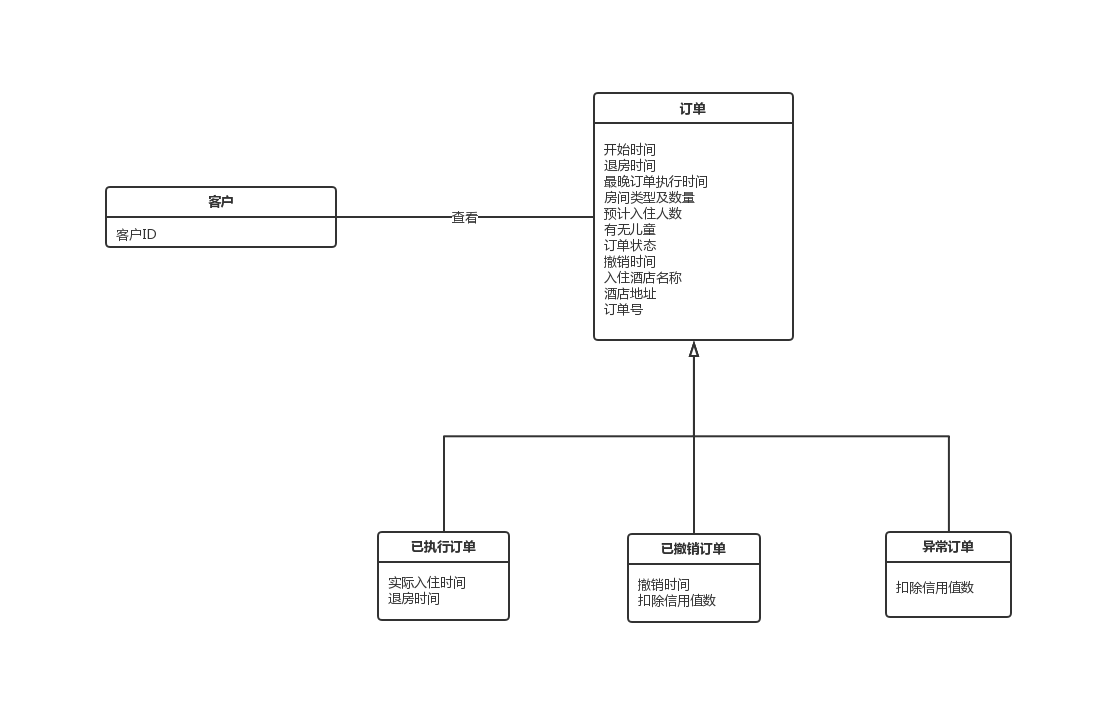 订单
开始时间
退房时间
最晚订单执行时间
房间类型及数量
预计入住人数
有无儿童
订单状态
撤销时间
入住酒店名称
酒店地址
订单号
客户
客户ID
查看
已执行订单
实际入住时间
退房时间
已撤销订单
撤销时间
扣除信用值数
异常订单
扣除信用值数